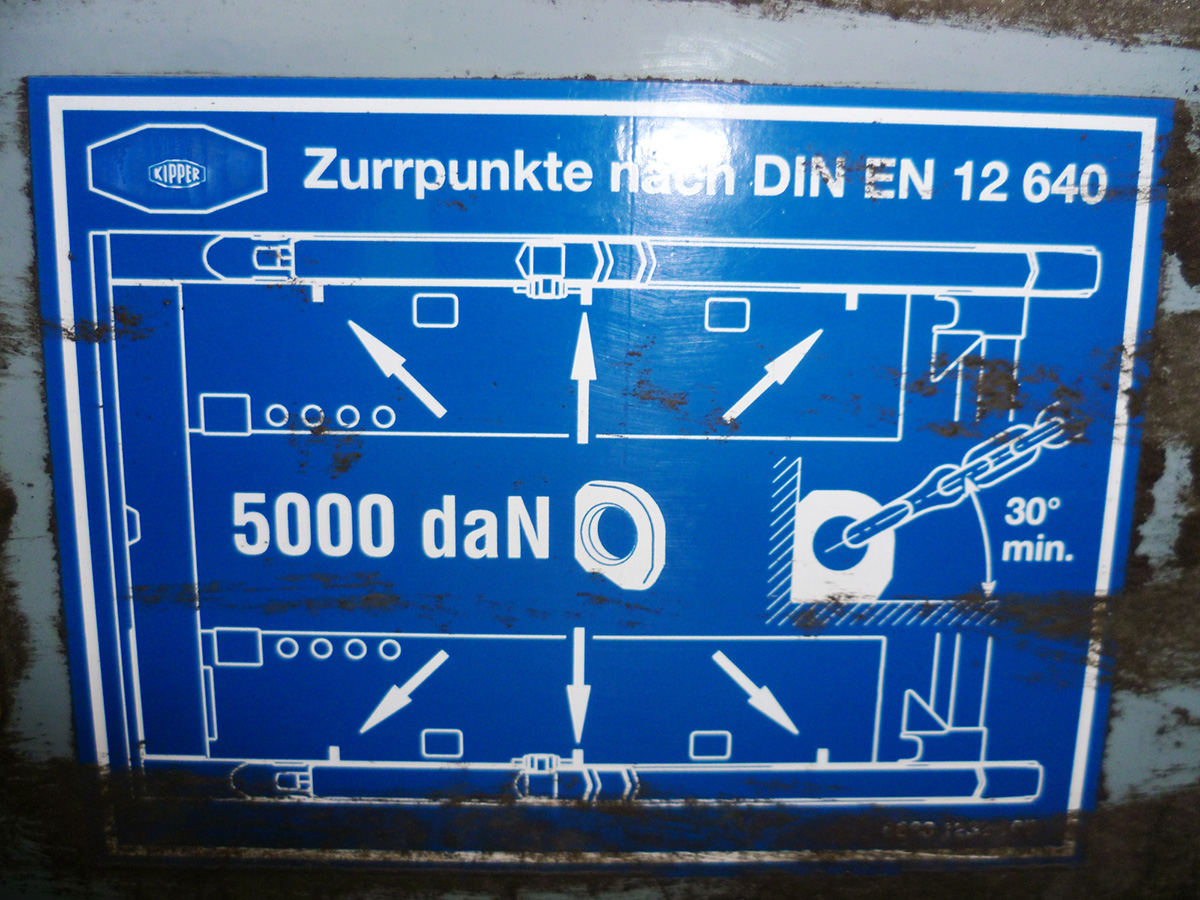 KIPPER
Zurrpunkte nach DIN EN 12 640
5000 daN
30°
min.